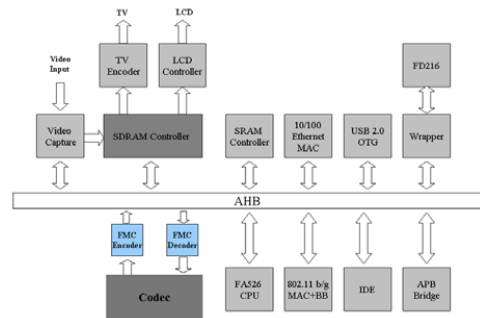 TV
LCD
Video
Input
TV
Encoder
LCD
Controller
FD216
Video
Capture
SDRAM Controller
SRAM
Controller
10/100
Ethernet
MAC
USB 2.0
OTG
Wrapper
AHB
FMC
Encoder
FMC
Decoder
Codec
FA526
CPU
802.11 b/g
MAC+BB
IDE
APB
Bridge